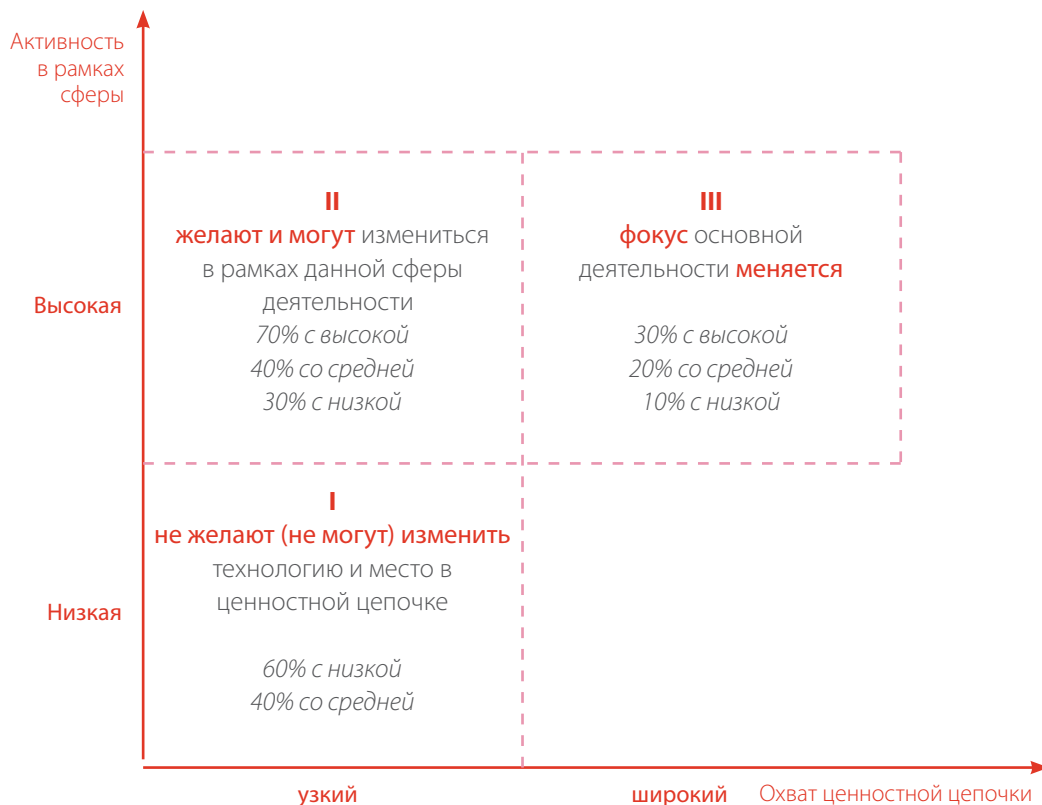 Активность
в рамках
сферы
II
желают и могут измениться
в рамках данной сферы
деятельности
70% с высокой
40% со средней
30% с низкой
III
фокус основной
деятельности меняется
30% с высокой
20% со средней
10% с низкой
Высокая
I
не желают (не могут) изменить
технологию и место в
ценностной цепочке
60% с низкой
40% со средней
Низкая
узкий
широкий
Охват ценностной цепочки